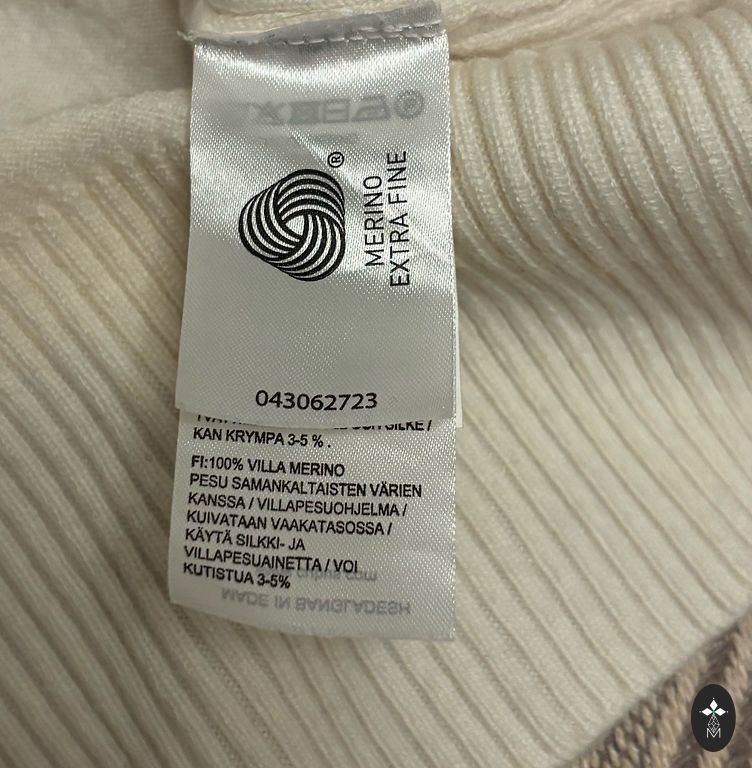 ®
MERINO
EXTRA FINE
043062723
KAN KRYMPA 3-5 % .
FI:100% VILLA MERINO
PESU SAMANKALTAISTEN VÄRIEN
KANSSA / VILLAPESUOHJELMA /
KUIVATAAN VAAKATASOSSA /
KÄYTÄ SILKKI- JA
VILLAPESUAINETTA / VOI
KUTISTUA 3-5%
MADE IN BANGLADESH
M